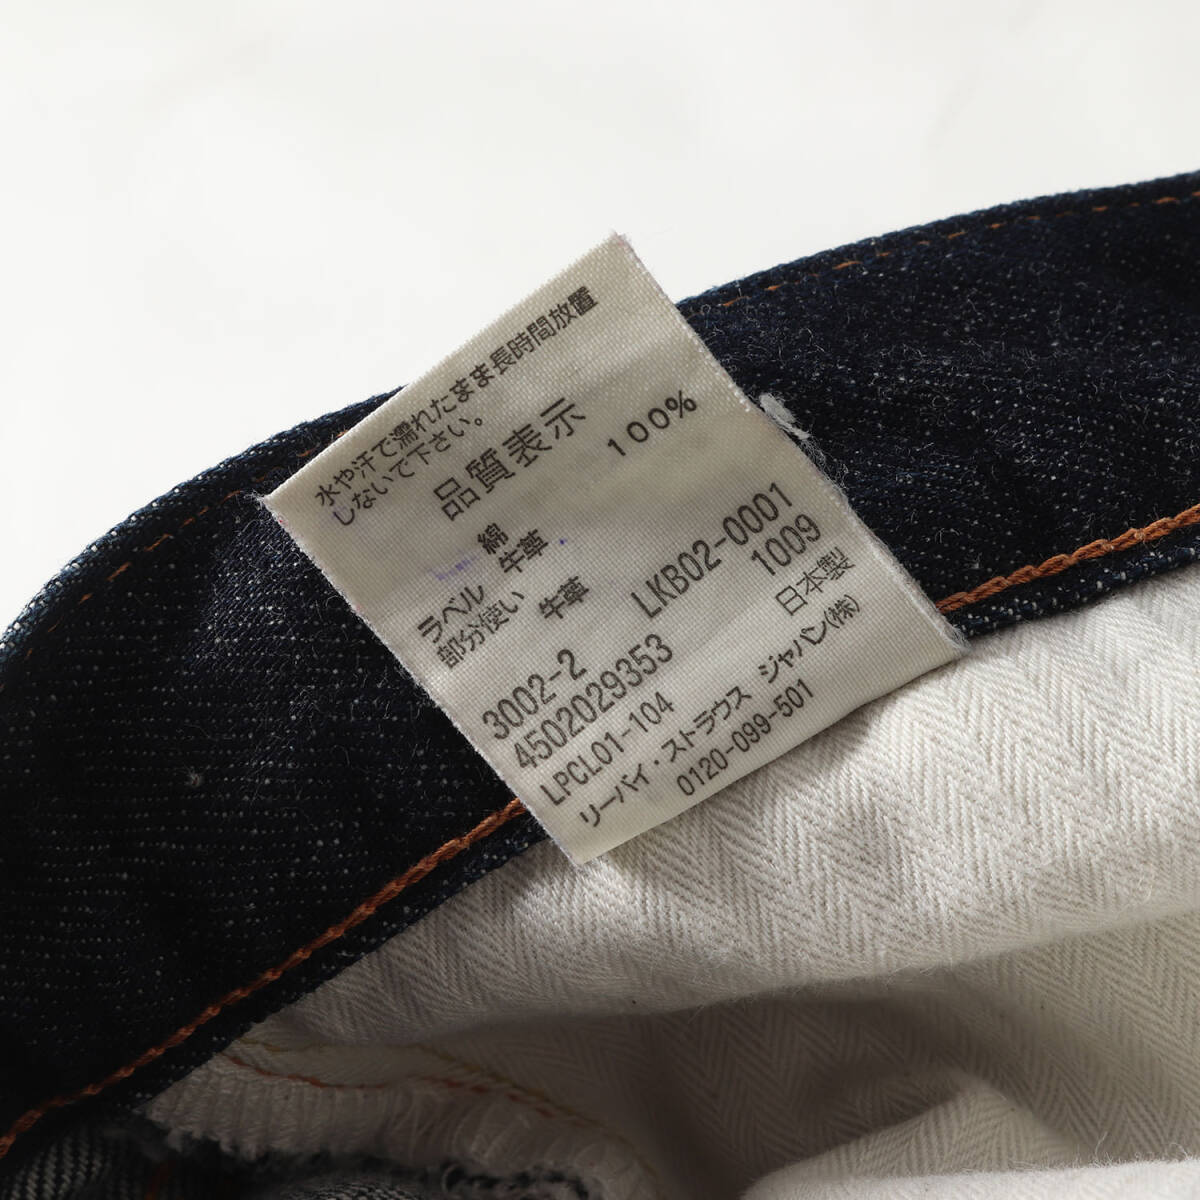 水や汗で濡れたまま長時間放置
しないで下さい。
品質表示
綿 100%
ラベル 牛革
部分使い 牛革
3002-2 LKB02-0001
4502029353 1009
LPCL01-104 日本製
リーバイ・ストラウス ジャパン(株)
0120-099-501